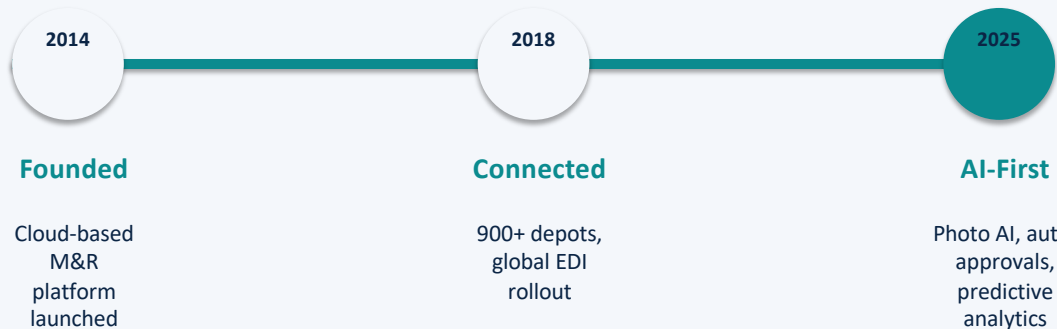 2014
2018
2025
Founded
Connected
AI-First
Cloud-based
M&R
platform
launched
900+ depots,
global EDI
rollout
Photo AI, aut
approvals,
predictive
analytics